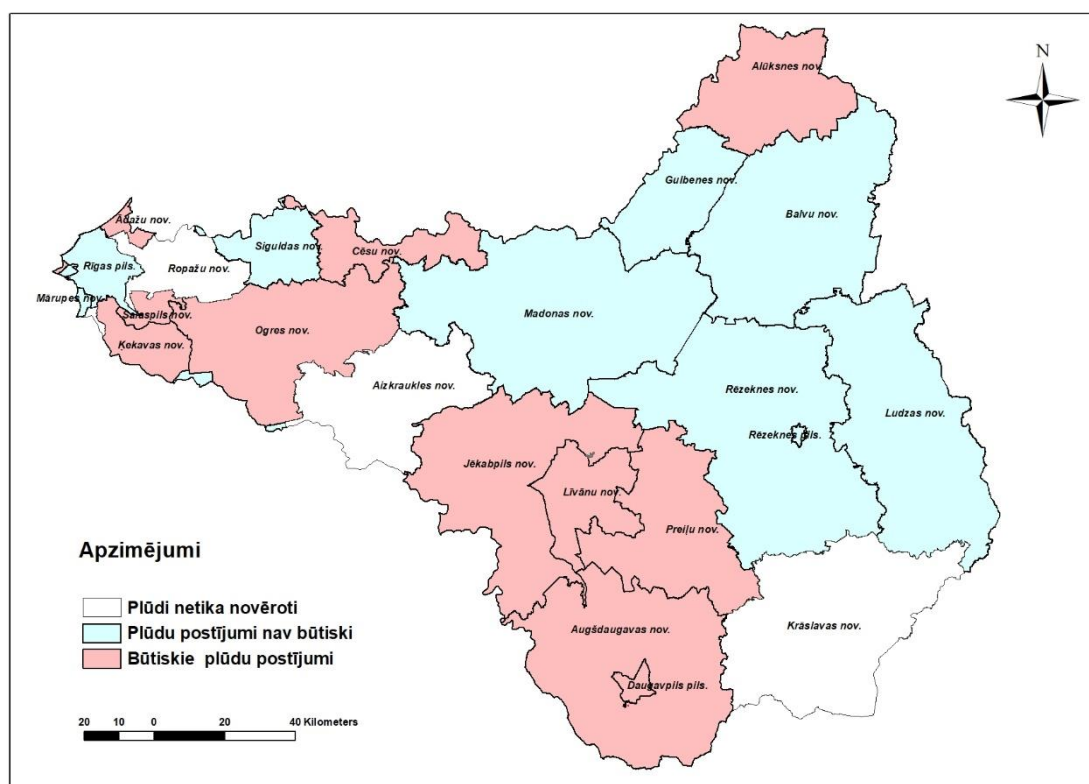 N
Alūksnes nov.
Gulbenes nov.
Balvu nov.
Ādažu nov.
Siguldas nov.
Cēsu nov.
Rīgas pils.
Ropažu nov.
Mārupes nov.
Salaspils nov.
Ogres nov.
Madonas nov.
Ķekavas nov.
Aizkraukles nov.
Rēzeknes nov.
Ludzas nov.
Rēzeknes pils.
Jēkabpils nov.
Līvānu nov.
Preiļu nov.
Krāslavas nov.
Augšdaugavas nov.
Daugavpils pils.
Apzimējumi
Plūdi netika novēroti
Plūdu postījumi nav būtiski
Būtiskie plūdu postījumi
20 10 0 20 40 Kilometers